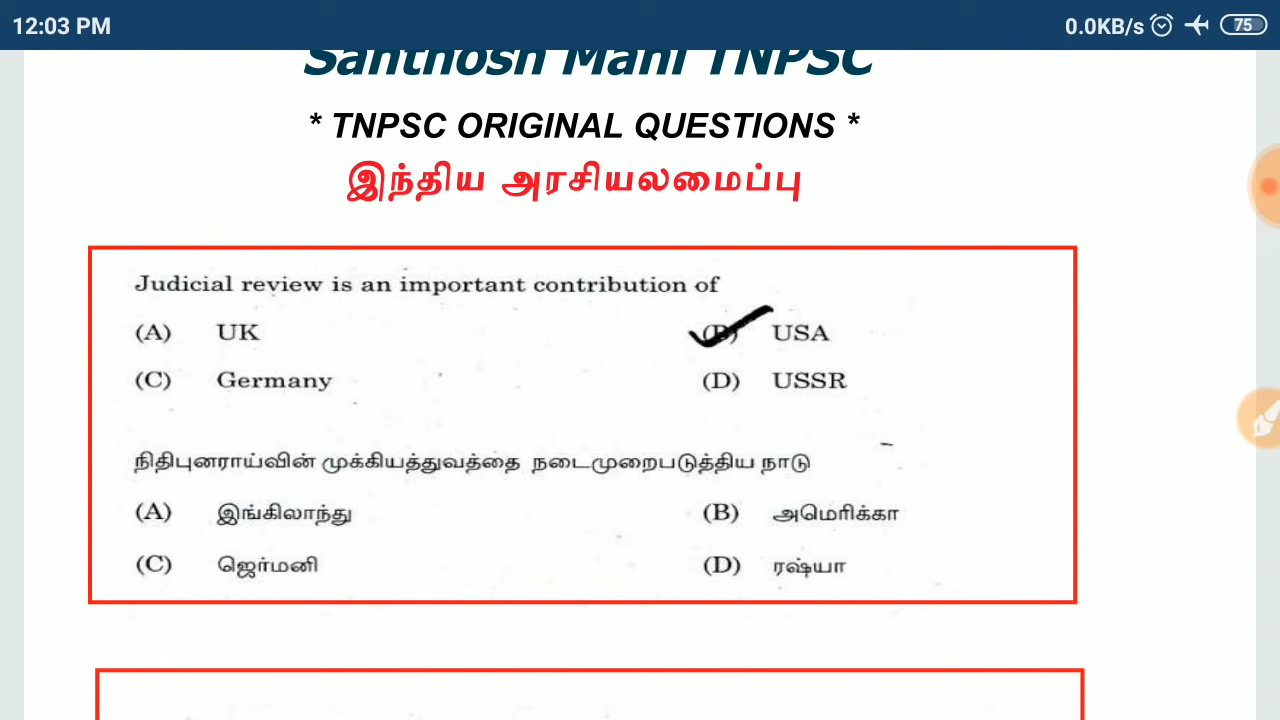 12:03 PM 0.0KB/s 75
Santhosh Mani TNPSC
* TNPSC ORIGINAL QUESTIONS *
இந்திய அரசியலமைப்பு
Judicial review is an important contribution of
(A) UK (B) USA
(C) Germany (D) USSR
நிதிபுனராய்வின் முக்கியத்துவத்தை நடைமுறைபடுத்திய நாடு
(A) இங்கிலாந்து (B) அமெரிக்கா
(C) ஜெர்மனி (D) ரஷ்யா